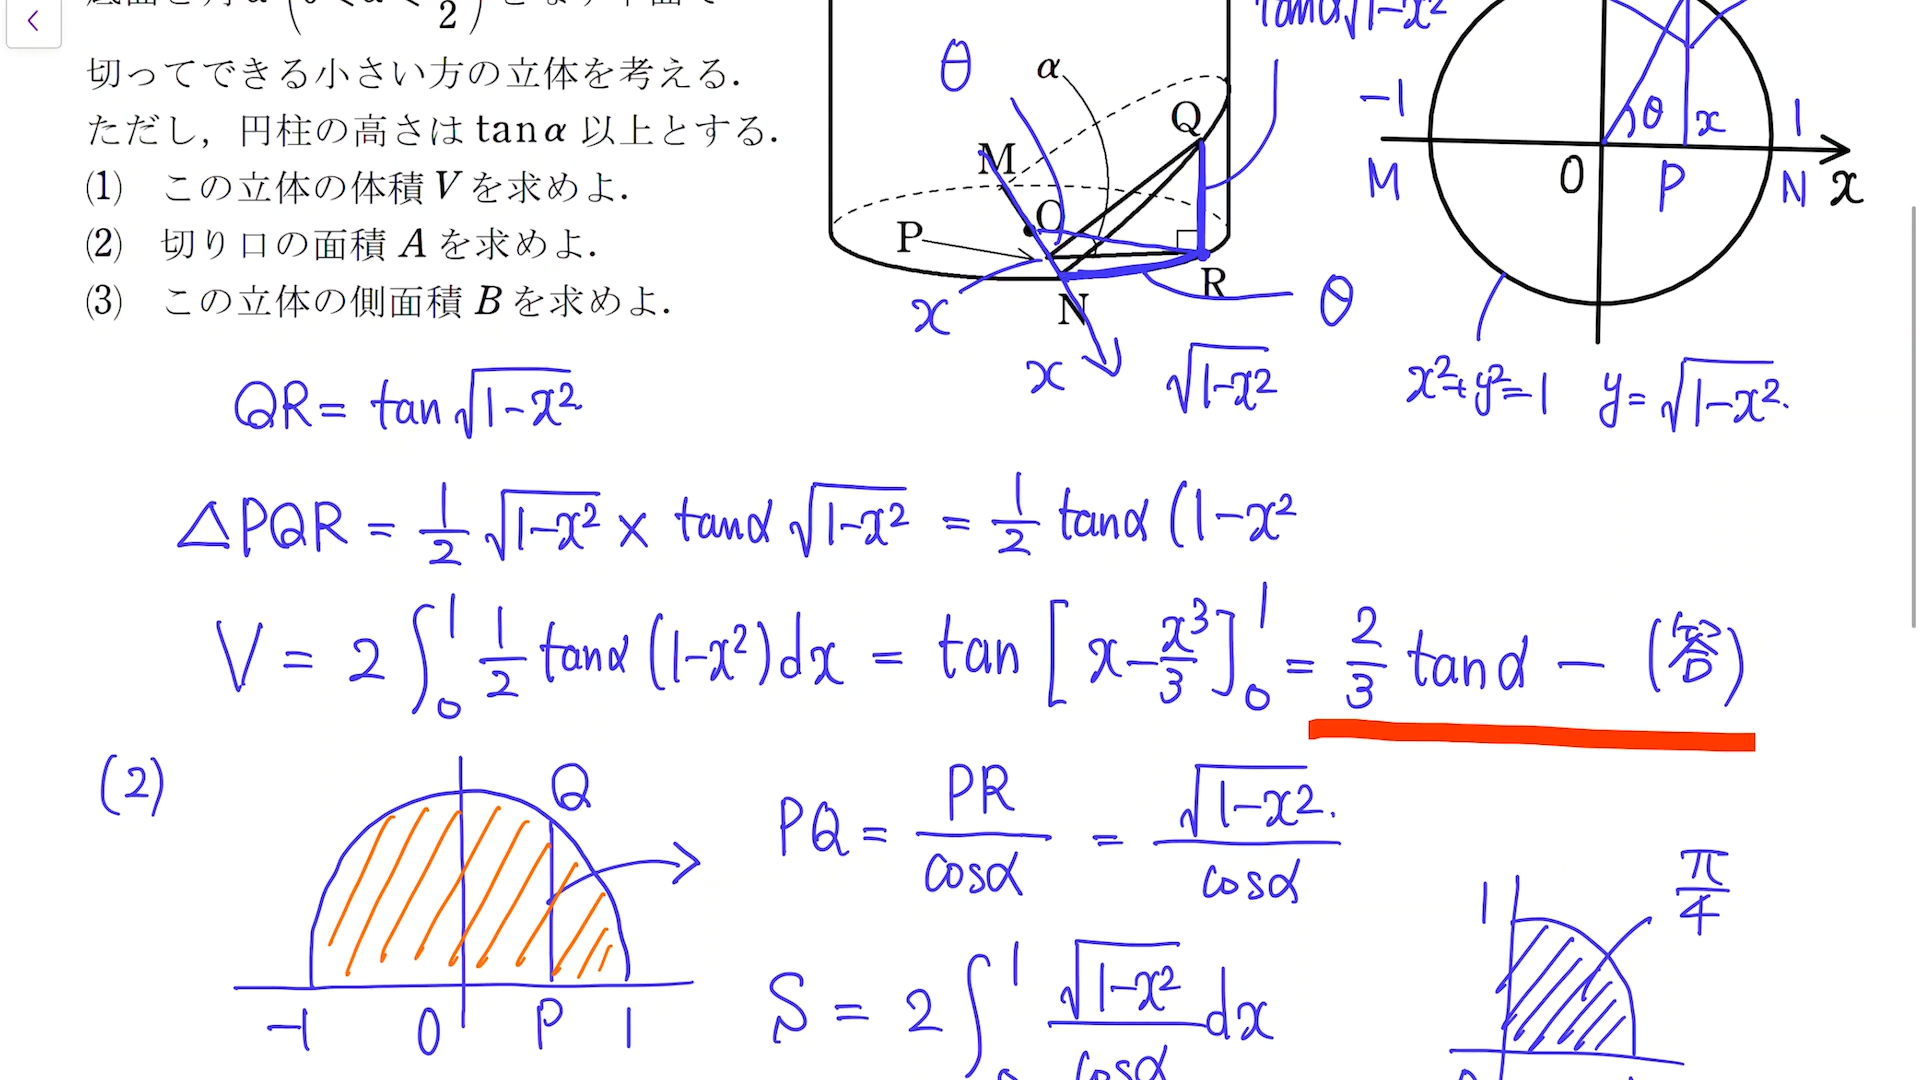 切ってできる小さい方の立体を考える.
ただし, 円柱の高さは tanα 以上とする.
(1) この立体の体積 V を求めよ.
(2) 切り口の面積 A を求めよ.
(3) この立体の側面積 B を求めよ.
tanα√1-x²
θ
α
Q
M
O
P
R
N
x
θ
x
√1-x²
-1
θ
x
1
M
O
P
N
x
x²+y²=1 y=√1-x².
QR= tan√1-x²
△PQR = 1/2 √1-x² × tanα √1-x² = 1/2 tanα (1-x²
V = 2∫₀¹ 1/2 tanα (1-x²)dx = tan [x-x³/3]₀¹ = 2/3 tanα — (答)
(2)
Q
-1 0 P 1
PQ = PR/cosα = √1-x²./cosα
S = 2∫¹ √1-x²/cosα dx
1
π/4